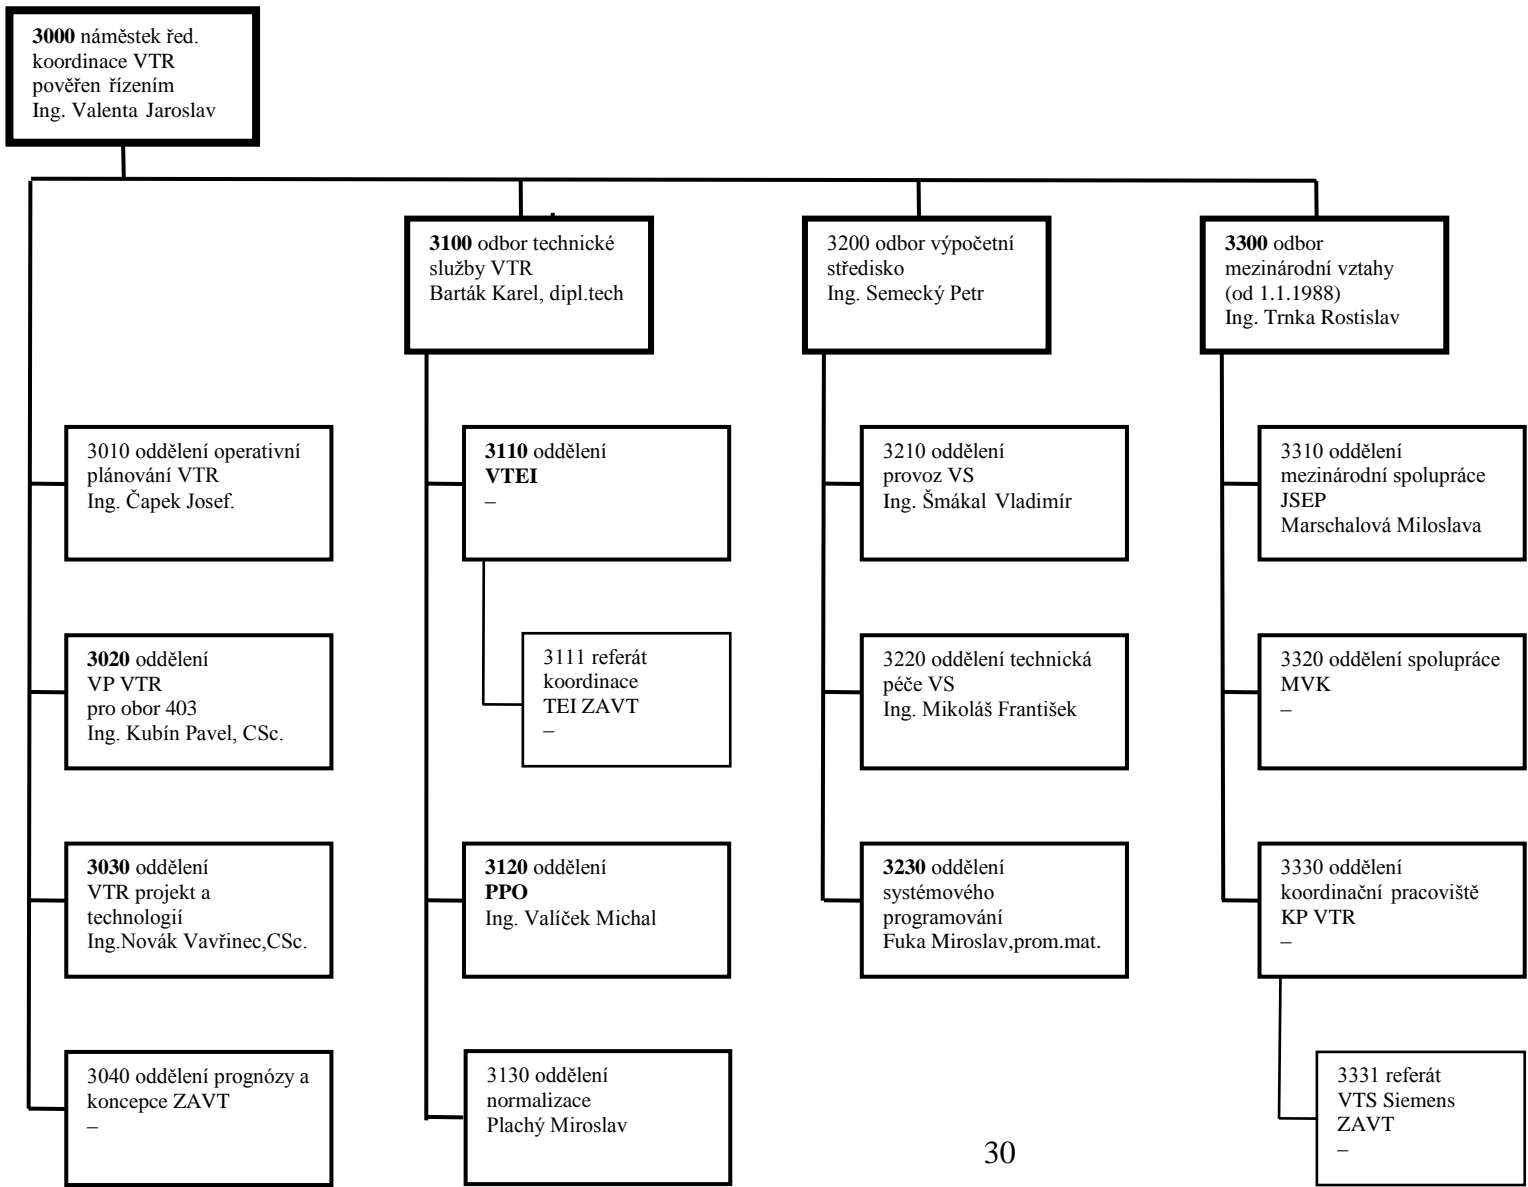 3000 náměstek řed.
koordinace VTR
pověřen řízením
Ing. Valenta Jaroslav
3100 odbor technické
služby VTR
Barták Karel, dipl.tech
3200 odbor výpočetní
středisko
Ing. Semecký Petr
3300 odbor
mezinárodní vztahy
(od 1.1.1988)
Ing. Trnka Rostislav
3010 oddělení operativní
plánování VTR
Ing. Čapek Josef.
3110 oddělení
VTEI
–
3210 oddělení
provoz VS
Ing. Šmákal Vladimír
3310 oddělení
mezinárodní spolupráce
JSEP
Marschalová Miloslava
3020 oddělení
VP VTR
pro obor 403
Ing. Kubín Pavel, CSc.
3111 referát
koordinace
TEI ZAVT
–
3220 oddělení technická
péče VS
Ing. Mikoláš František
3320 oddělení spolupráce
MVK
–
3030 oddělení
VTR projekt a
technologií
Ing.Novák Vavřinec,CSc.
3120 oddělení
PPO
Ing. Valíček Michal
3230 oddělení
systémového
programování
Fuka Miroslav,prom.mat.
3330 oddělení
koordinační pracoviště
KP VTR
–
3040 oddělení prognózy a
koncepce ZAVT
–
3130 oddělení
normalizace
Plachý Miroslav
3331 referát
VTS Siemens
ZAVT
–
30